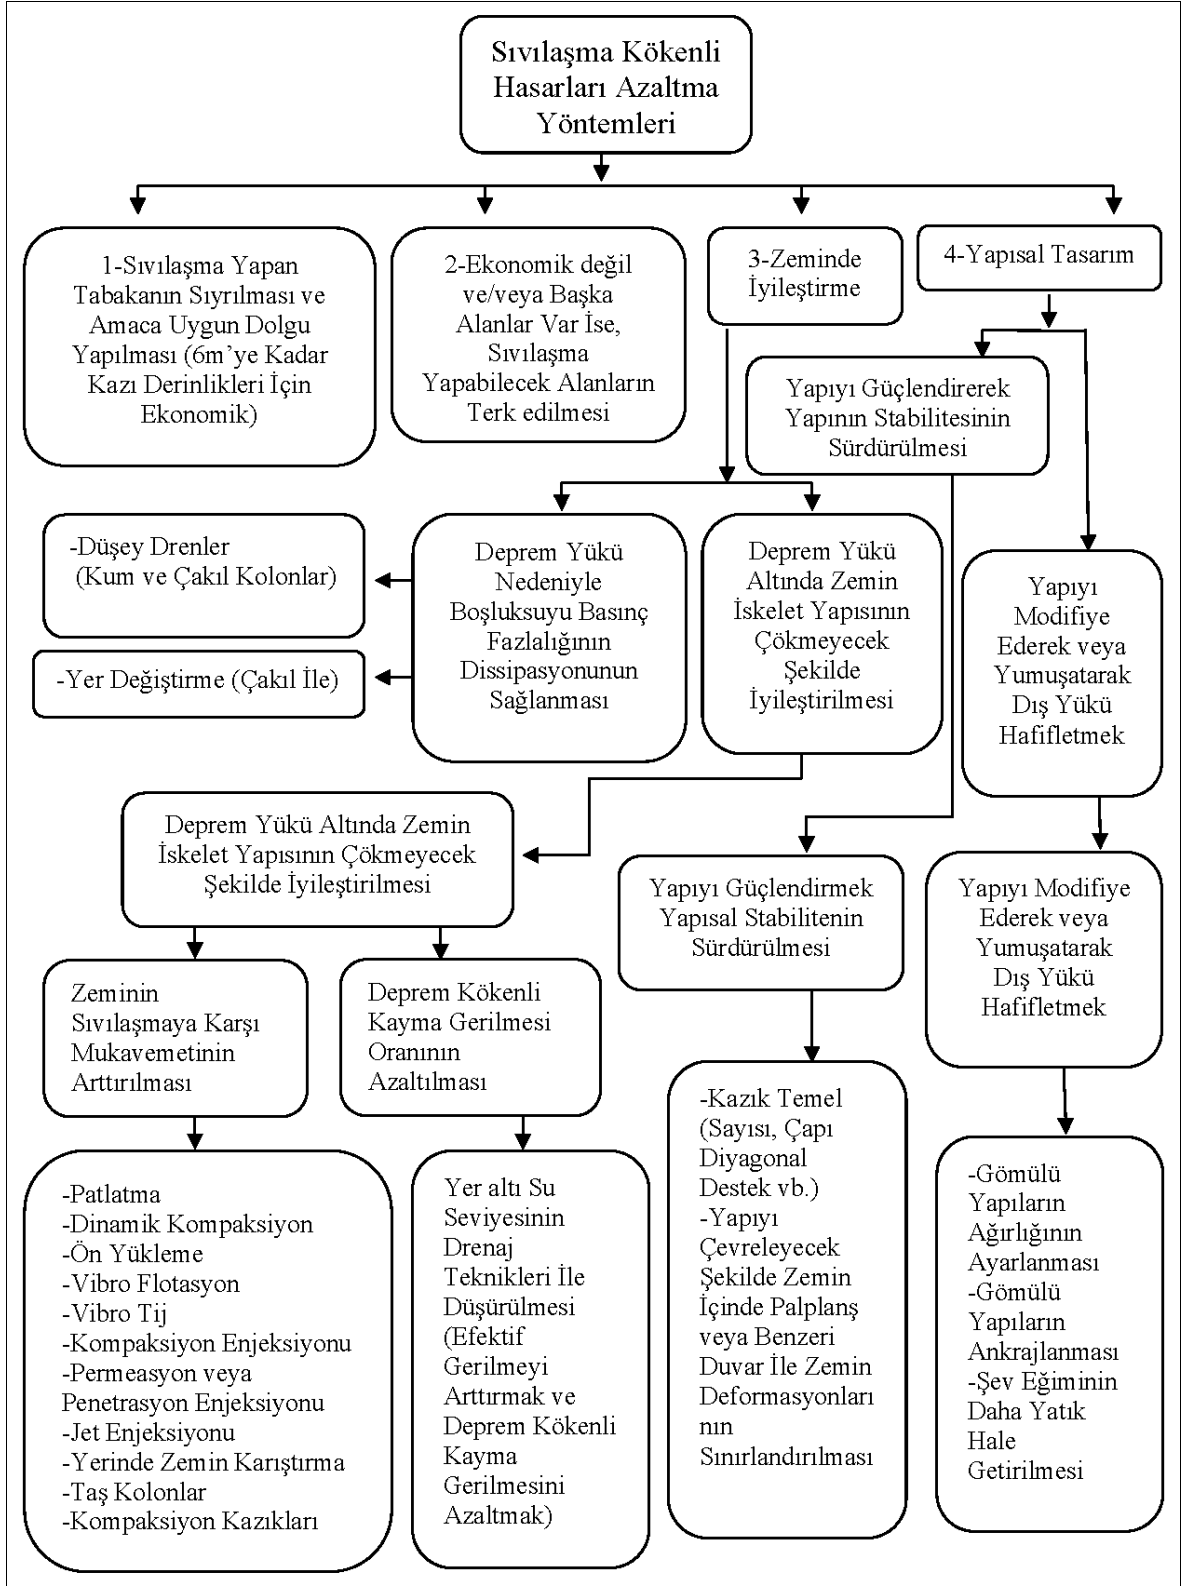 Sıvılaşma Kökenli
Hasarları Azaltma
Yöntemleri
1-Sıvılaşma Yapan
Tabakanın Sıyrılması ve
Amaca Uygun Dolgu
Yapılması (6m’ye Kadar
Kazı Derinlikleri İçin
Ekonomik)
2-Ekonomik değil
ve/veya Başka
Alanlar Var İse,
Sıvılaşma
Yapabilecek Alanların
Terk edilmesi
3-Zeminde
İyileştirme
4-Yapısal Tasarım
Yapıyı Güçlendirerek
Yapının Stabilitesinin
Sürdürülmesi
-Düşey Drenler
(Kum ve Çakıl Kolonlar)
-Yer Değiştirme (Çakıl İle)
Deprem Yükü
Nedeniyle
Boşluksuyu Basınç
Fazlalığının
Dissipasyonunun
Sağlanması
Deprem Yükü
Altında Zemin
İskelet Yapısının
Çökmeyecek
Şekilde
İyileştirilmesi
Yapıyı
Modifiye
Ederek veya
Yumuşatarak
Dış Yükü
Hafifletmek
Deprem Yükü Altında Zemin
İskelet Yapısının Çökmeyecek
Şekilde İyileştirilmesi
Yapıyı Güçlendirmek
Yapısal Stabilitenin
Sürdürülmesi
Yapıyı Modifiye
Ederek veya
Yumuşatarak
Dış Yükü
Hafifletmek
Zeminin
Sıvılaşmaya Karşı
Mukavemetinin
Arttırılması
Deprem Kökenli
Kayma Gerilmesi
Oranının
Azaltılması
-Patlatma
-Dinamik Kompaksiyon
-Ön Yükleme
-Vibro Flotasyon
-Vibro Tij
-Kompaksiyon Enjeksiyonu
-Permeasyon veya
Penetrasyon Enjeksiyonu
-Jet Enjeksiyonu
-Yerinde Zemin Karıştırma
-Taş Kolonlar
-Kompaksiyon Kazıkları
Yer altı Su
Seviyesinin
Drenaj
Teknikleri İle
Düşürülmesi
(Efektif
Gerilmeyi
Arttırmak ve
Deprem Kökenli
Kayma
Gerilmesini
Azaltmak)
-Kazık Temel
(Sayısı, Çapı
Diyagonal
Destek vb.)
-Yapıyı
Çevreleyecek
Şekilde Zemin
İçinde Palplanş
veya Benzeri
Duvar İle Zemin
Deformasyonları
nın
Sınırlandırılması
-Gömülü
Yapıların
Ağırlığının
Ayarlanması
-Gömülü
Yapıların
Ankrajlanması
-Şev Eğiminin
Daha Yatık
Hale
Getirilmesi